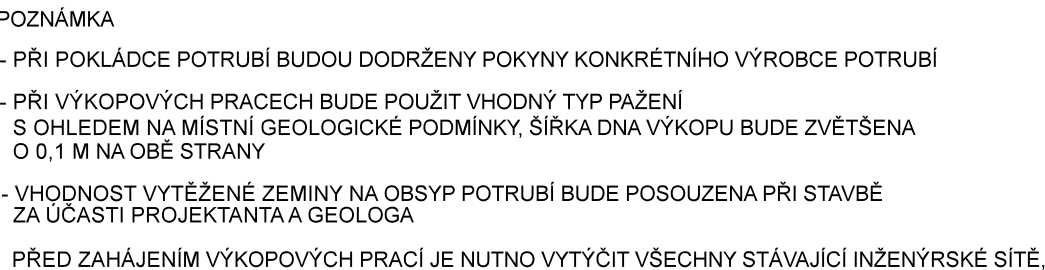 POZNÁMKA
- PŘI POKLÁDCE POTRUBÍ BUDOU DODRŽENY POKYNY KONKRÉTNÍHO VÝROBCE POTRUBÍ
- PŘI VÝKOPOVÝCH PRACECH BUDE POUŽIT VHODNÝ TYP PAŽENÍ
S OHLEDEM NA MÍSTNÍ GEOLOGICKÉ PODMÍNKY, ŠÍŘKA DNA VÝKOPU BUDE ZVĚTŠENA
O 0,1 M NA OBĚ STRANY
- VHODNOST VYTĚŽENÉ ZEMINY NA OBSYP POTRUBÍ BUDE POSOUZENA PŘI STAVBĚ
ZA ÚČASTI PROJEKTANTA A GEOLOGA
PŘED ZAHÁJENÍM VÝKOPOVÝCH PRACÍ JE NUTNO VYTÝČIT VŠECHNY STÁVAJÍCÍ INŽENÝRSKÉ SÍTĚ,